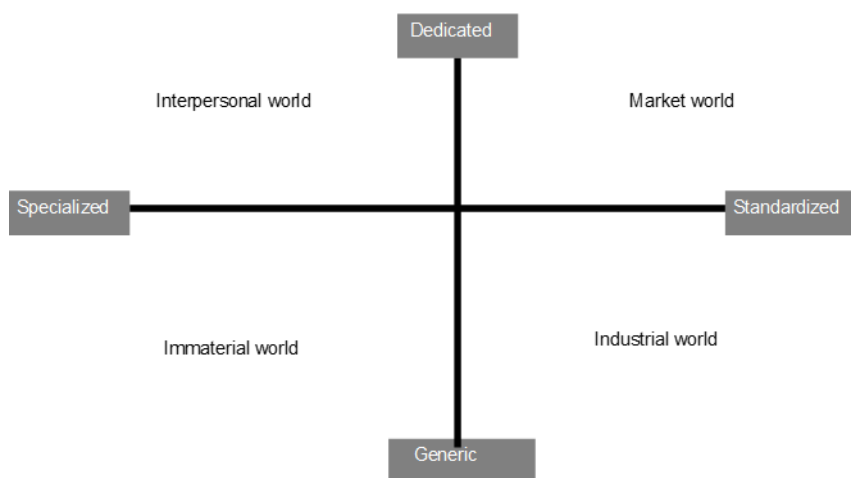 Dedicated
Interpersonal world
Market world
Specialized
Standardized
Immaterial world
Industrial world
Generic